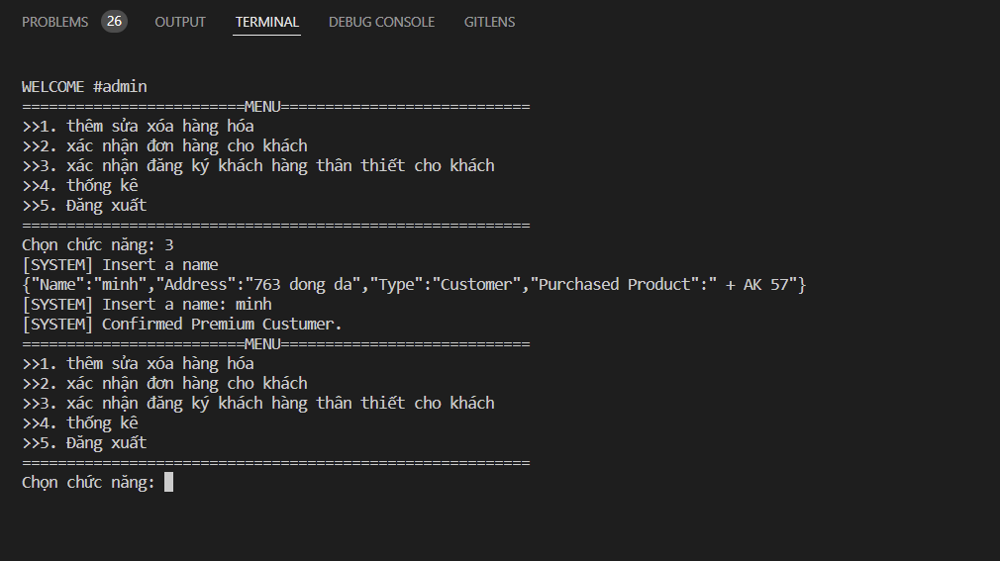 PROBLEMS 26 OUTPUT TERMINAL DEBUG CONSOLE GITLENS
WELCOME #admin
=========================MENU============================
>>1. thêm sửa xóa hàng hóa
>>2. xác nhận đơn hàng cho khách
>>3. xác nhận đăng ký khách hàng thân thiết cho khách
>>4. thống kê
>>5. Đăng xuất
=========================================================
Chọn chức năng: 3
[SYSTEM] Insert a name
{"Name":"minh","Address":"763 dong da","Type":"Customer","Purchased Product":" + AK 57"}
[SYSTEM] Insert a name: minh
[SYSTEM] Confirmed Premium Custumer.
=========================MENU============================
>>1. thêm sửa xóa hàng hóa
>>2. xác nhận đơn hàng cho khách
>>3. xác nhận đăng ký khách hàng thân thiết cho khách
>>4. thống kê
>>5. Đăng xuất
=========================================================
Chọn chức năng: